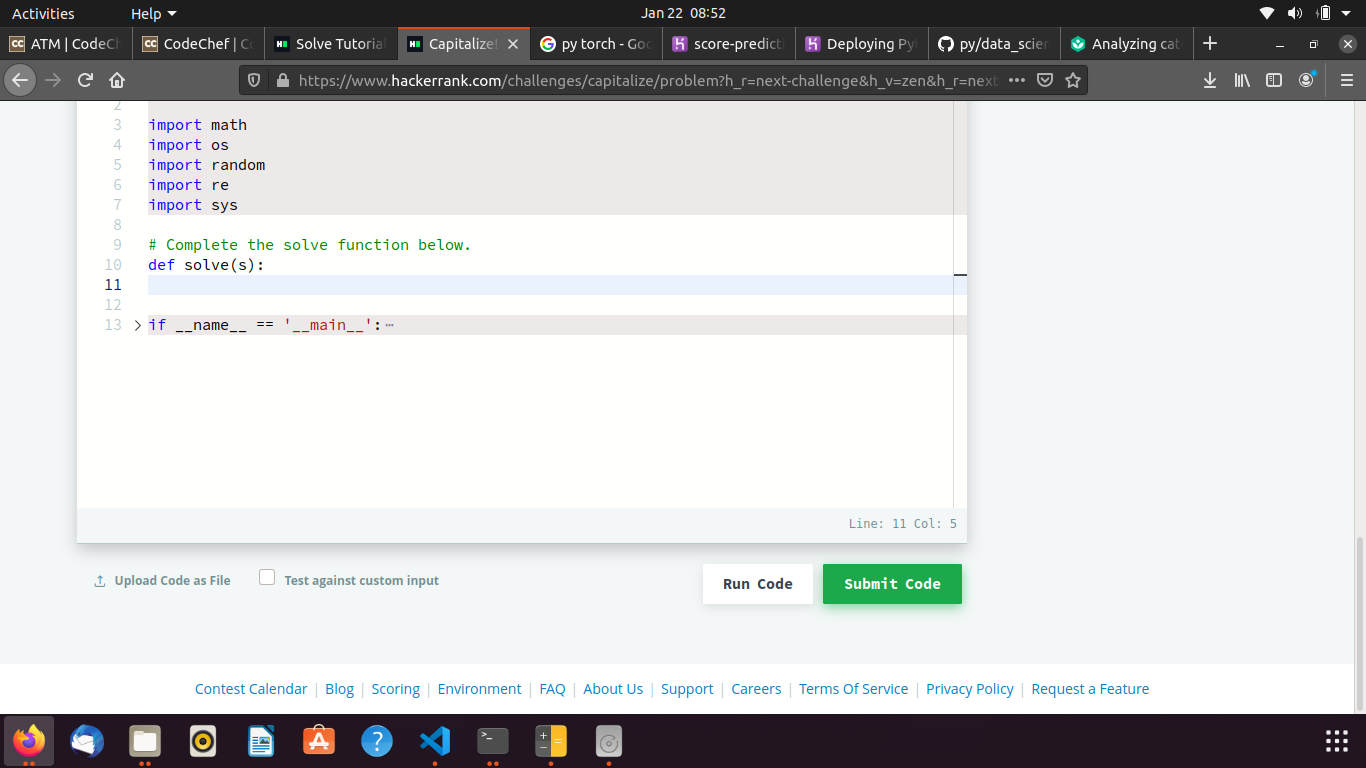 Activities Help Jan 22 08:52
ATM | CodeCh CodeChef | Co Solve Tutoria Capitalize! py torch - Goo score-predict Deploying Py py/data_scien Analyzing cat
https://www.hackerrank.com/challenges/capitalize/problem?h_r=next-challenge&h_v=zen&h_r=next
2
3 import math
4 import os
5 import random
6 import re
7 import sys
8
9 # Complete the solve function below.
10 def solve(s):
11
12
13 if __name__ == '__main__':
Line: 11 Col: 5
Upload Code as File Test against custom input Run Code Submit Code
Contest Calendar | Blog | Scoring | Environment | FAQ | About Us | Support | Careers | Terms Of Service | Privacy Policy | Request a Feature